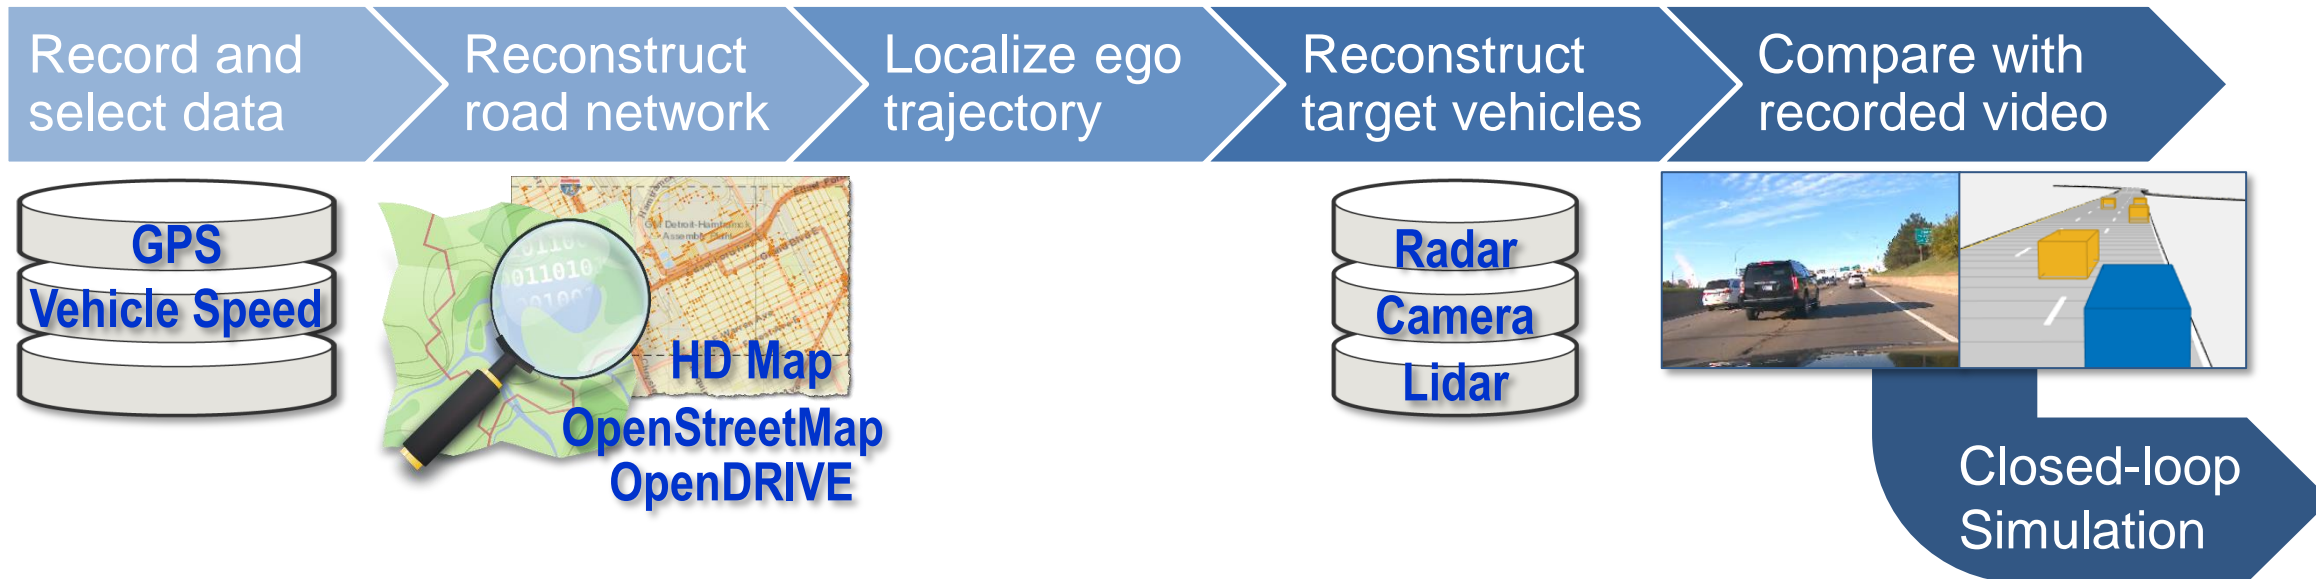 Record and
select data
Reconstruct
road network
Localize ego
trajectory
Reconstruct
target vehicles
Compare with
recorded video
GPS
Vehicle Speed
HD Map
OpenStreetMap
OpenDRIVE
Radar
Camera
Lidar
Closed-loop
Simulation